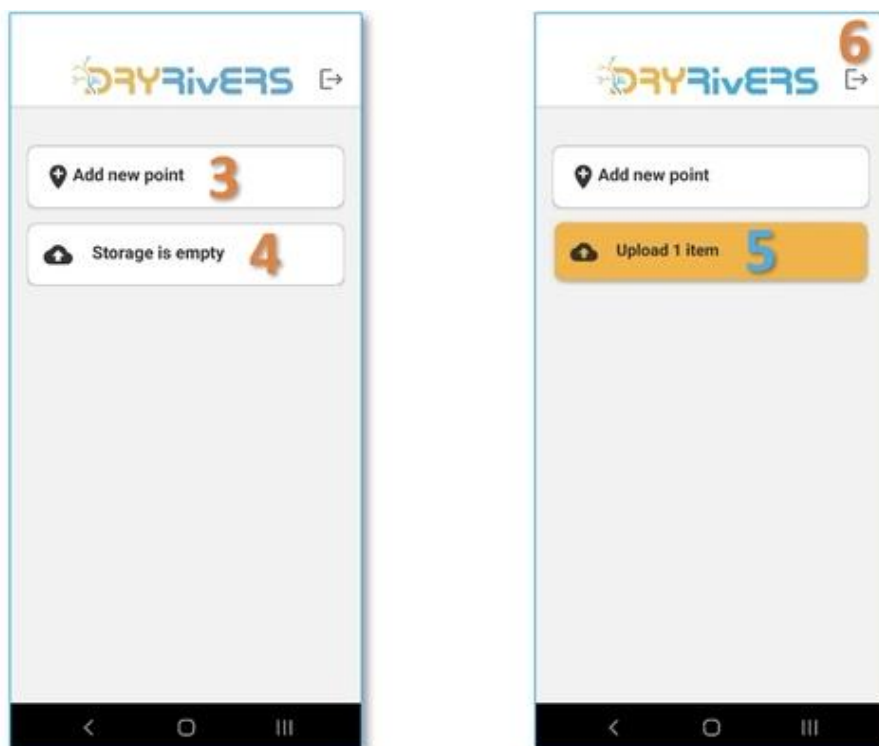 DRYRivERS
Add new point 3
Storage is empty 4
6
DRYRivERS
Add new point
Upload 1 item 5